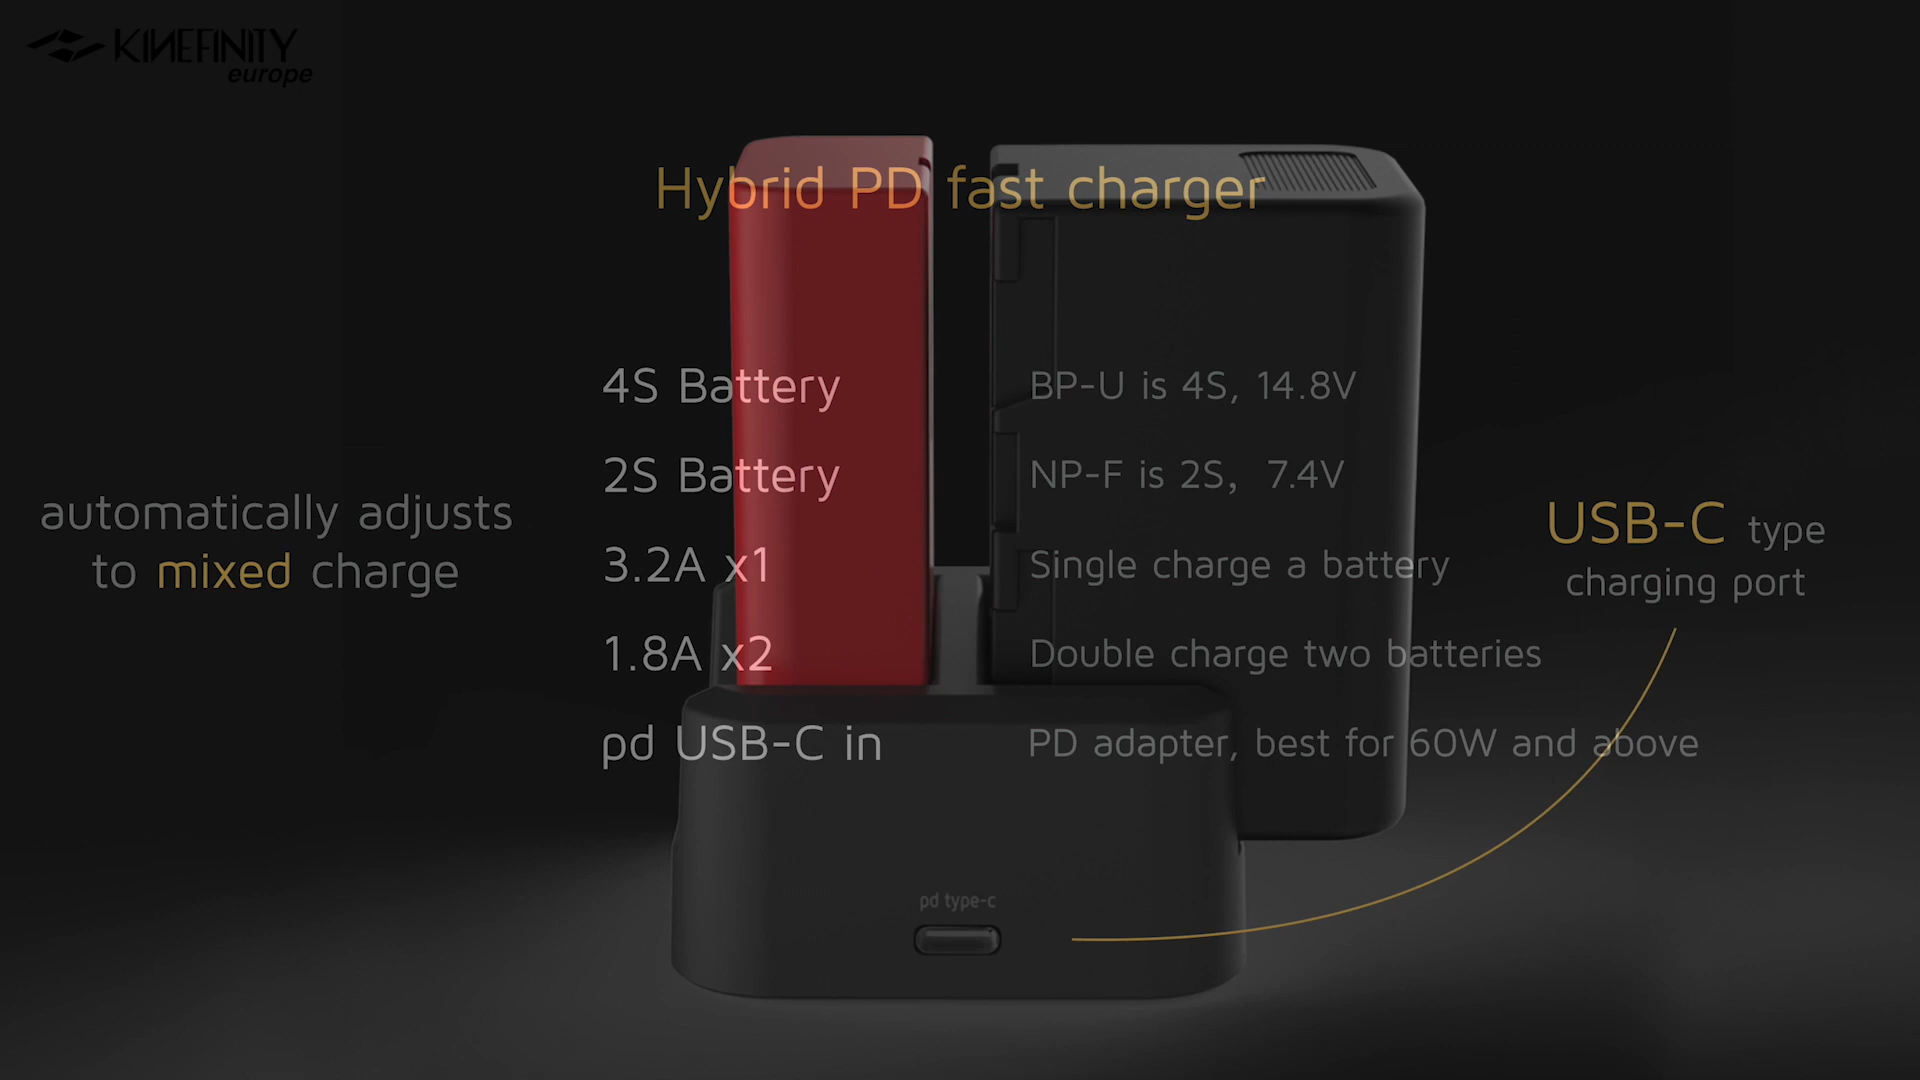 KINEFINITY
europe
Hybrid PD fast charger
4S Battery
BP-U is 4S, 14.8V
2S Battery
NP-F is 2S, 7.4V
automatically adjusts
to mixed charge
USB-C type
charging port
3.2A x1
Single charge a battery
1.8A x2
Double charge two batteries
pd USB-C in
PD adapter, best for 60W and above
pd type-c